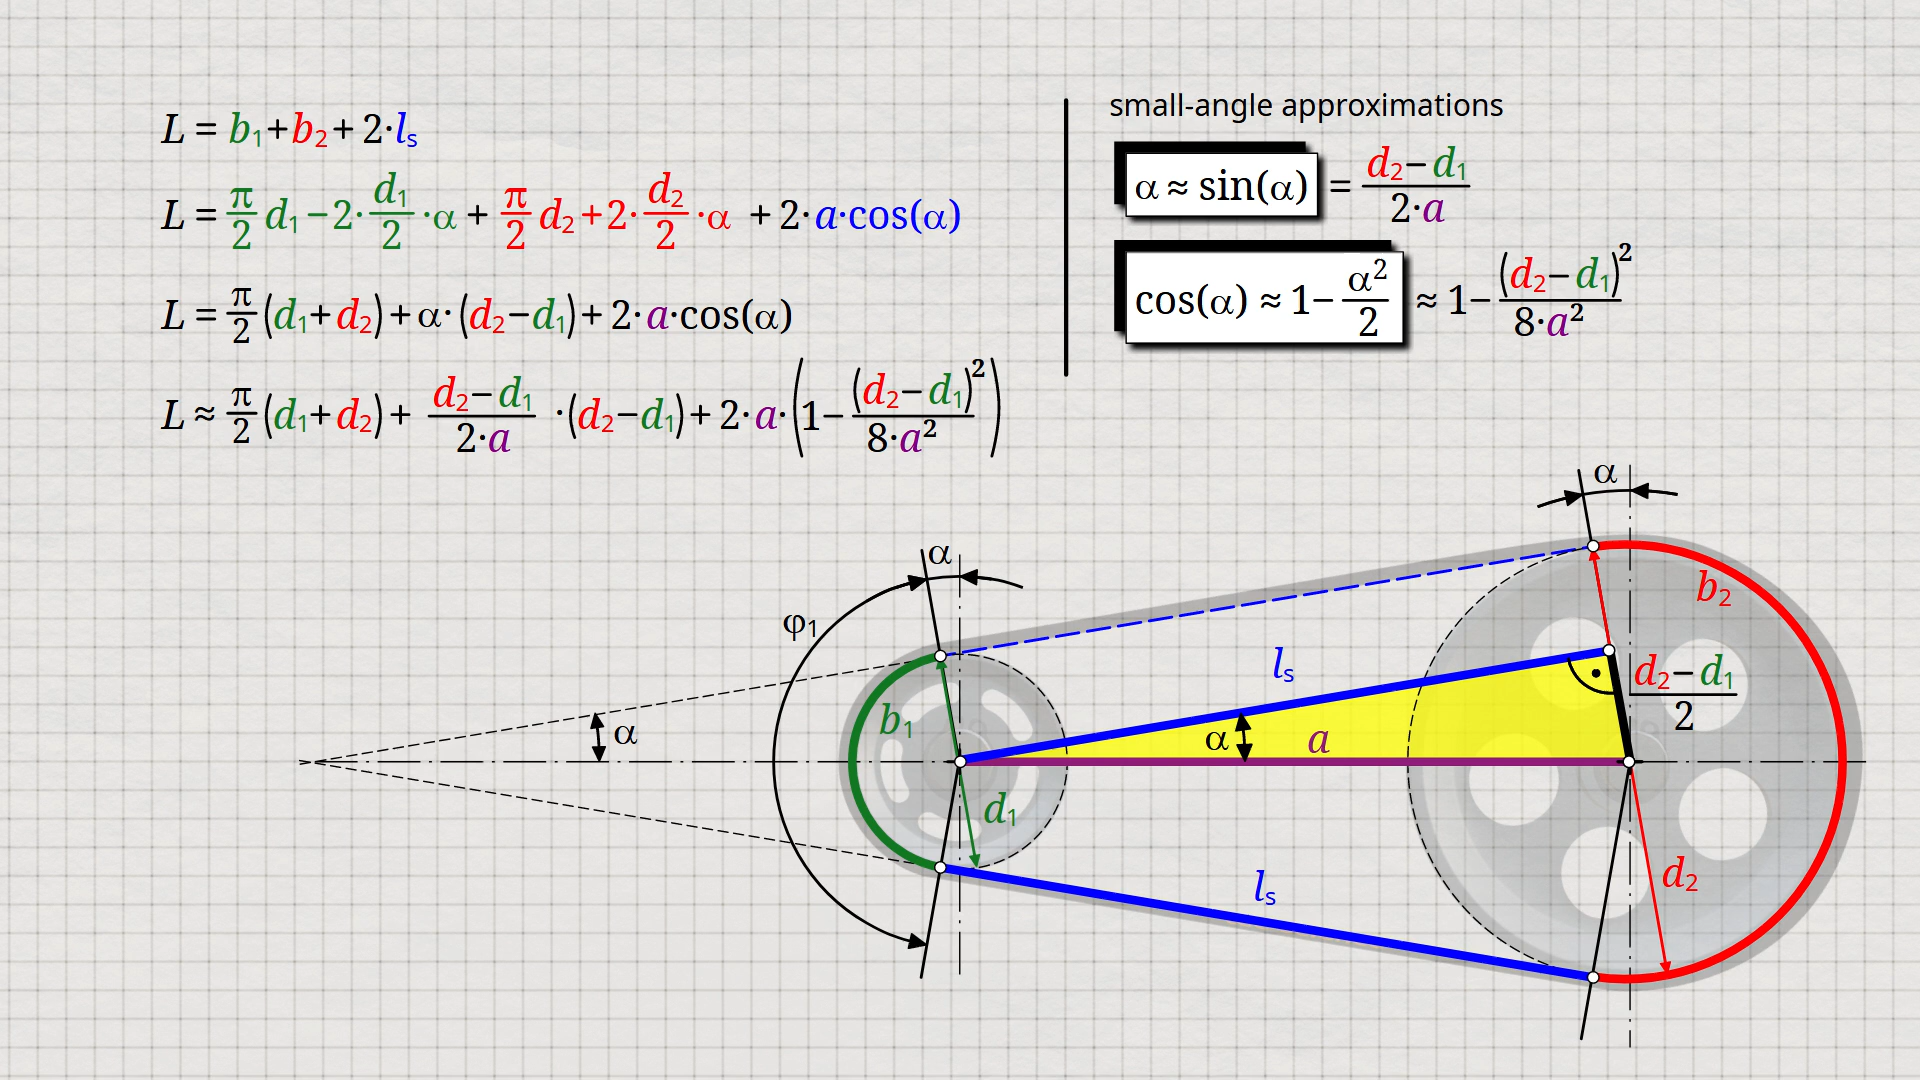 L = b₁+b₂+ 2·lₛ
L = π/2 d₁ − 2· d₁/2 ·α + π/2 d₂ + 2· d₂/2 ·α + 2· a·cos(α)
L = π/2 (d₁+d₂) + α· (d₂−d₁) + 2· a·cos(α)
L ≈ π/2 (d₁+d₂) + (d₂−d₁)/(2·a) ·(d₂−d₁) + 2· a· (1− (d₂−d₁)²/(8·a²))
small-angle approximations
α ≈ sin(α) = (d₂−d₁)/(2·a)
cos(α) ≈ 1− α²/2 ≈ 1− (d₂−d₁)²/(8·a²)
α
α
φ₁
b₂
lₛ
(d₂−d₁)/2
b₁
α
α
a
d₁
d₂
lₛ